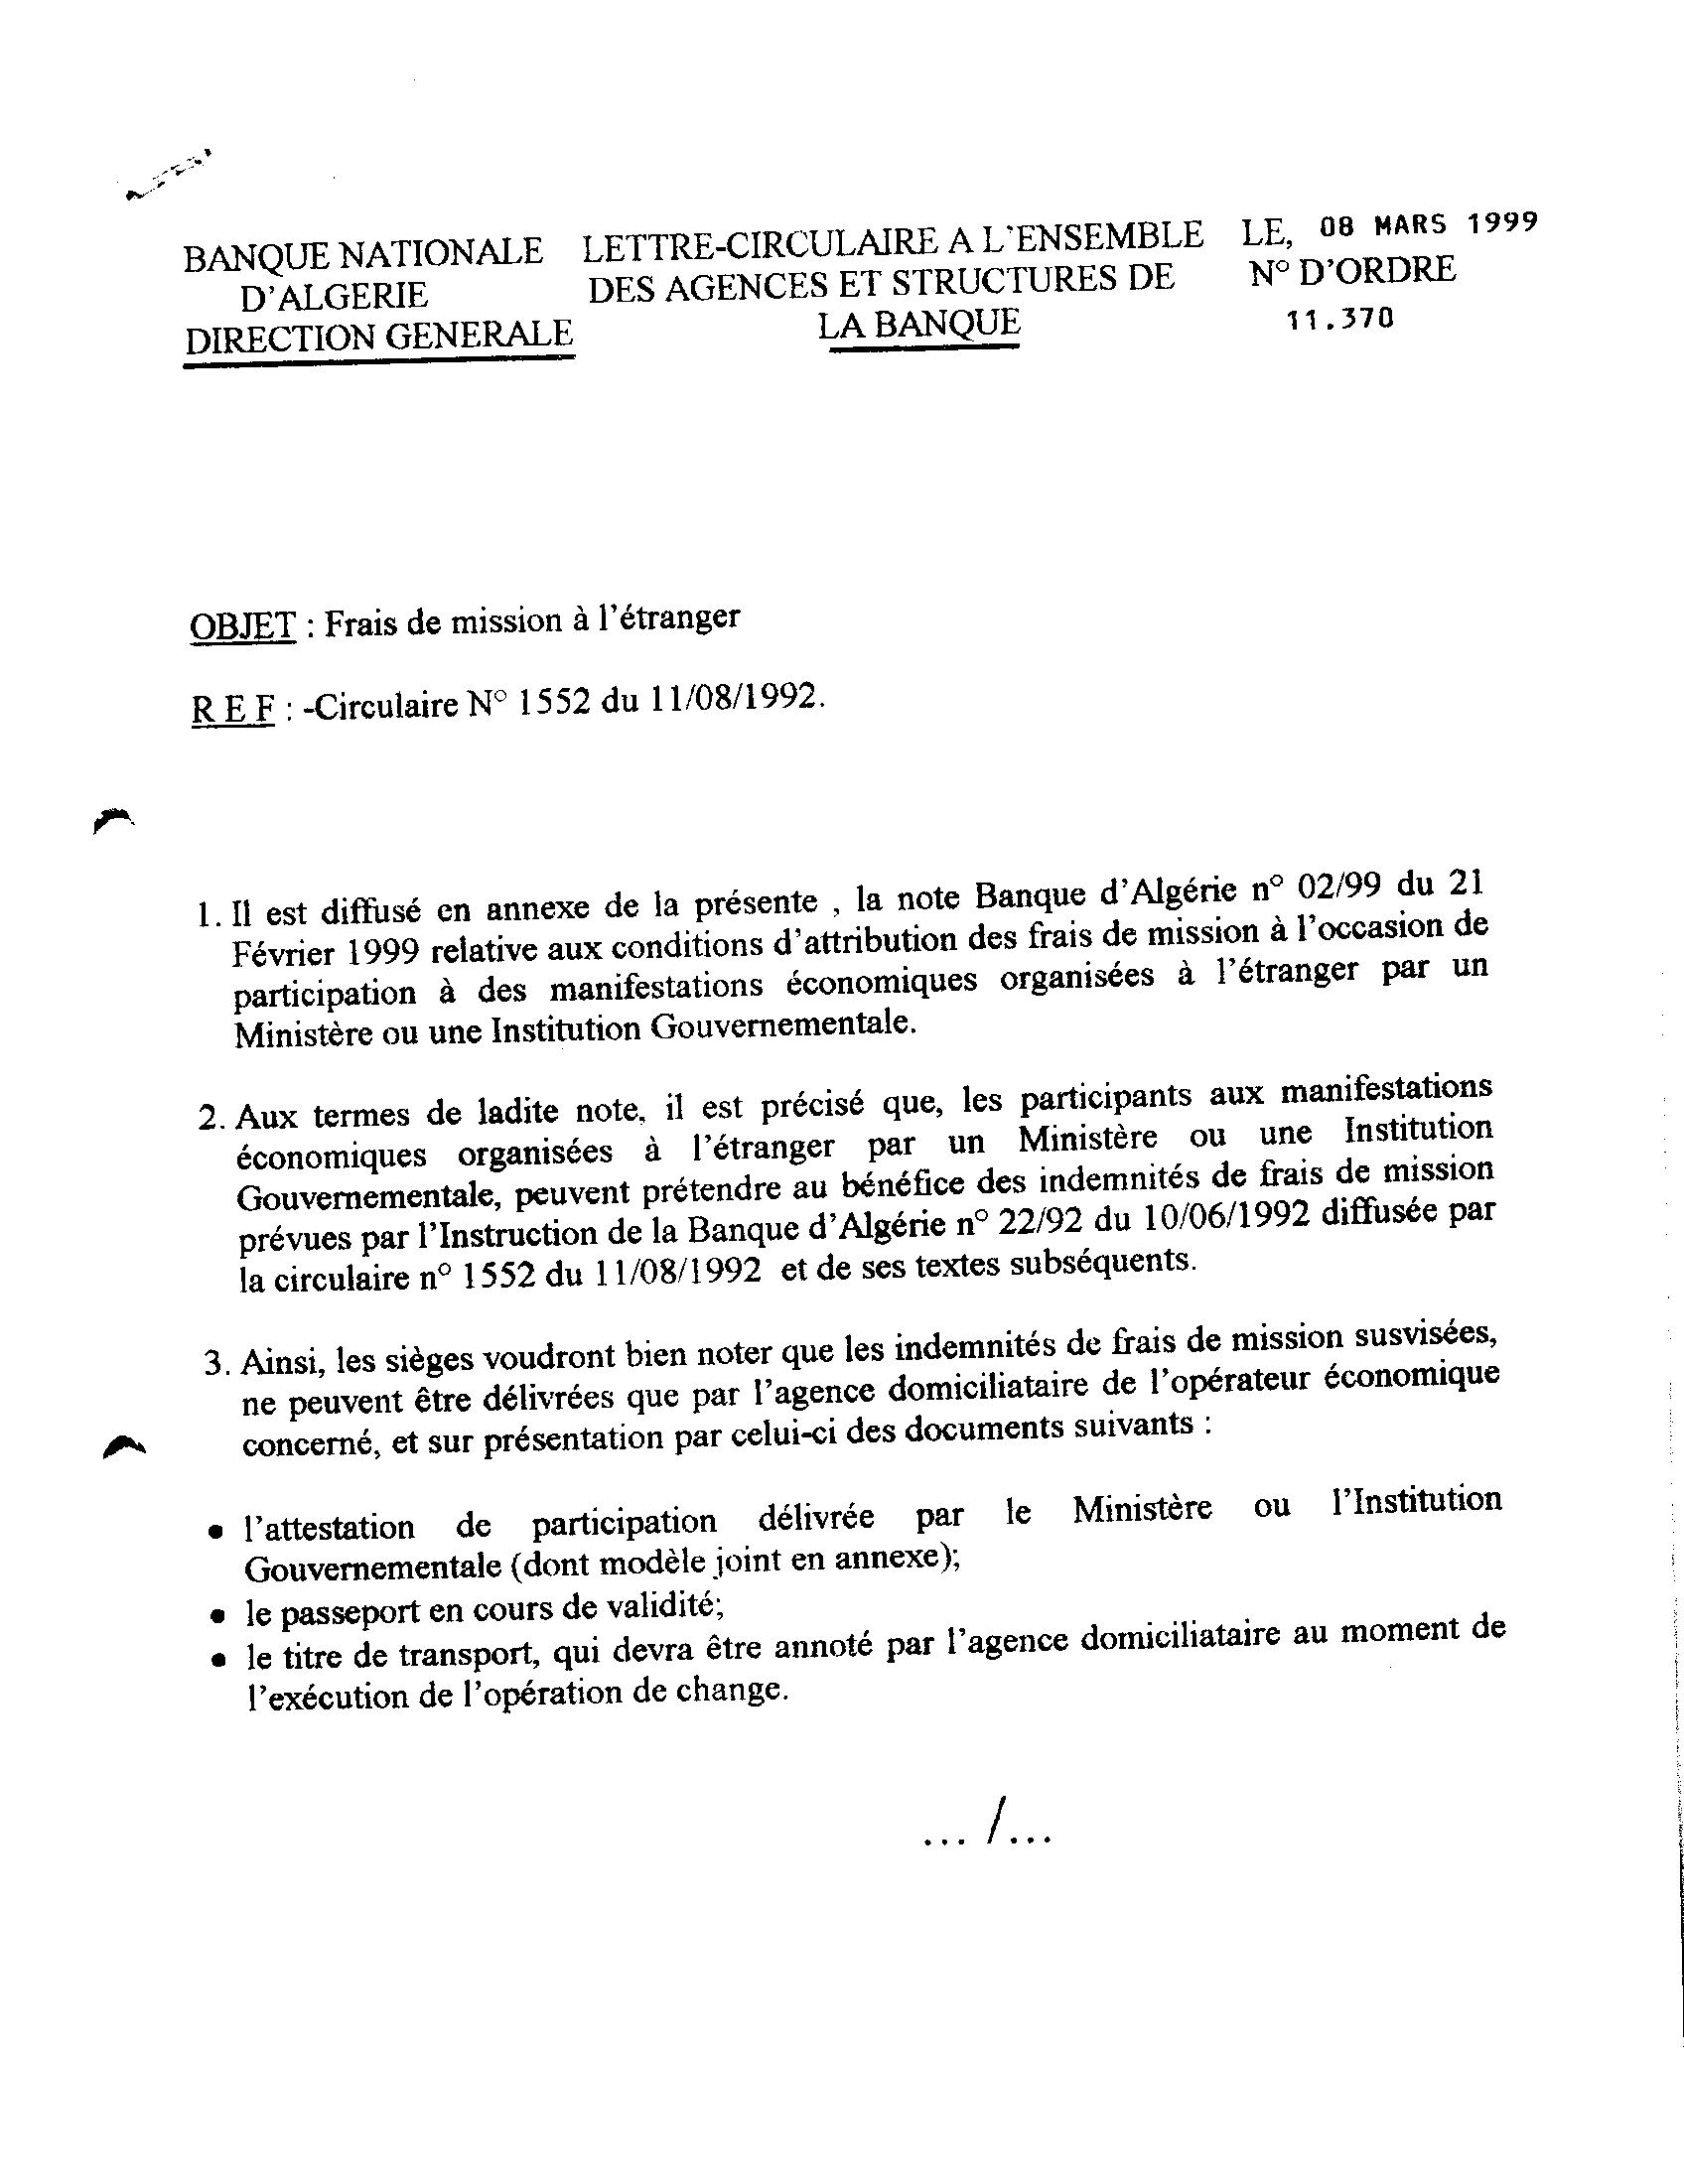 BANQUE NATIONALE LETTRE-CIRCULAIRE A L'ENSEMBLE LE, 08 MARS 1999
D'ALGERIE DES AGENCES ET STRUCTURES DE N° D'ORDRE
DIRECTION GENERALE LA BANQUE 11.370
OBJET : Frais de mission à l'étranger
R E F : -Circulaire N° 1552 du 11/08/1992.
1. Il est diffusé en annexe de la présente , la note Banque d'Algérie n° 02/99 du 21
Février 1999 relative aux conditions d'attribution des frais de mission à l'occasion de
participation à des manifestations économiques organisées à l'étranger par un
Ministère ou une Institution Gouvernementale.
2. Aux termes de ladite note, il est précisé que, les participants aux manifestations
économiques organisées à l'étranger par un Ministère ou une Institution
Gouvernementale, peuvent prétendre au bénéfice des indemnités de frais de mission
prévues par l'Instruction de la Banque d'Algérie n° 22/92 du 10/06/1992 diffusée par
la circulaire n° 1552 du 11/08/1992 et de ses textes subséquents.
3. Ainsi, les sièges voudront bien noter que les indemnités de frais de mission susvisées,
ne peuvent être délivrées que par l'agence domiciliataire de l'opérateur économique
concerné, et sur présentation par celui-ci des documents suivants :
• l'attestation de participation délivrée par le Ministère ou l'Institution
Gouvernementale (dont modèle joint en annexe);
• le passeport en cours de validité;
• le titre de transport, qui devra être annoté par l'agence domiciliataire au moment de
l'exécution de l'opération de change.
... /...